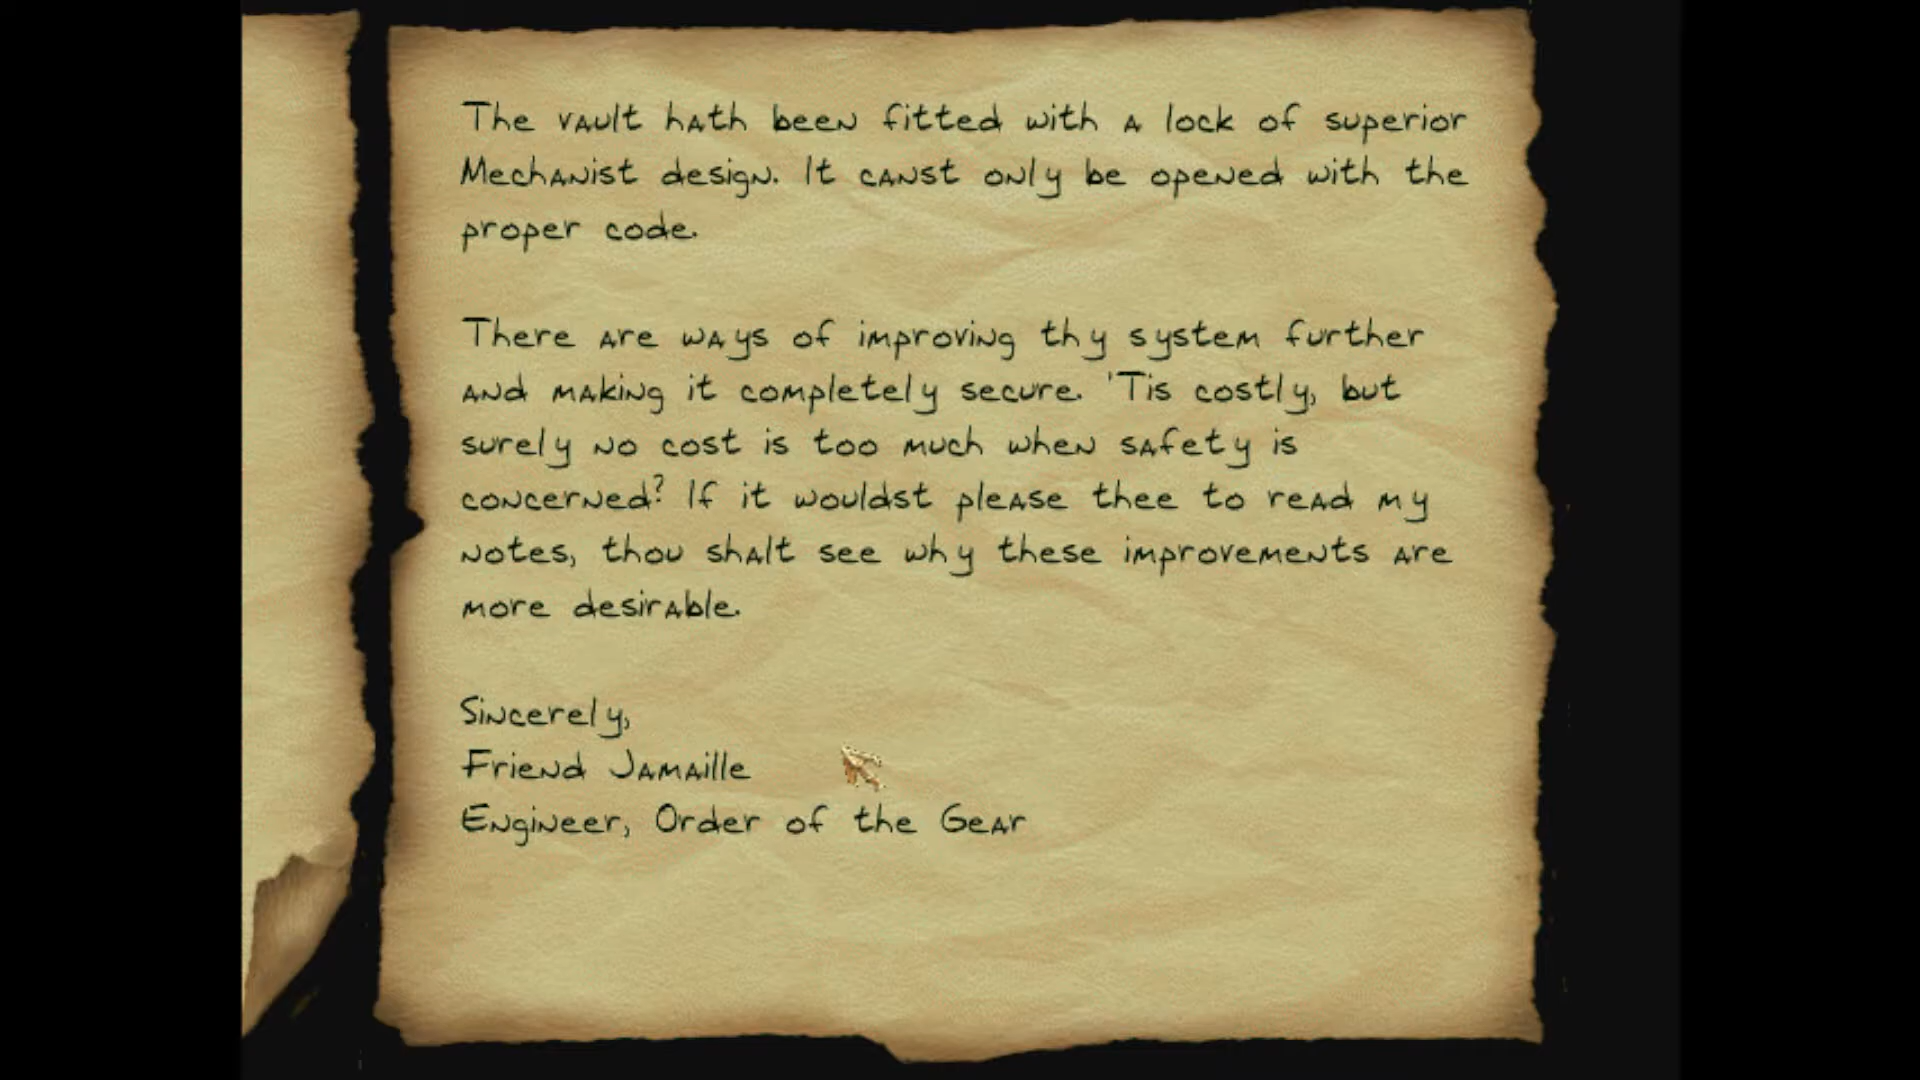 The vault hath been fitted with a lock of superior
Mechanist design. It canst only be opened with the
proper code.
There are ways of improving thy system further
and making it completely secure. 'Tis costly, but
surely no cost is too much when safety is
concerned? If it wouldst please thee to read my
notes, thou shalt see why these improvements are
more desirable.
Sincerely,
Friend Jamaille
Engineer, Order of the Gear